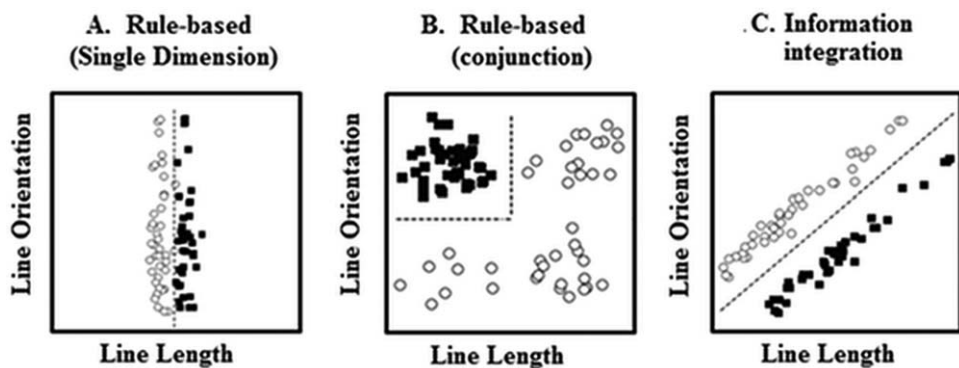 A. Rule-based
(Single Dimension)
Line Orientation
Line Length
B. Rule-based
(conjunction)
Line Orientation
Line Length
. C. Information
integration
Line Orientation
Line Length